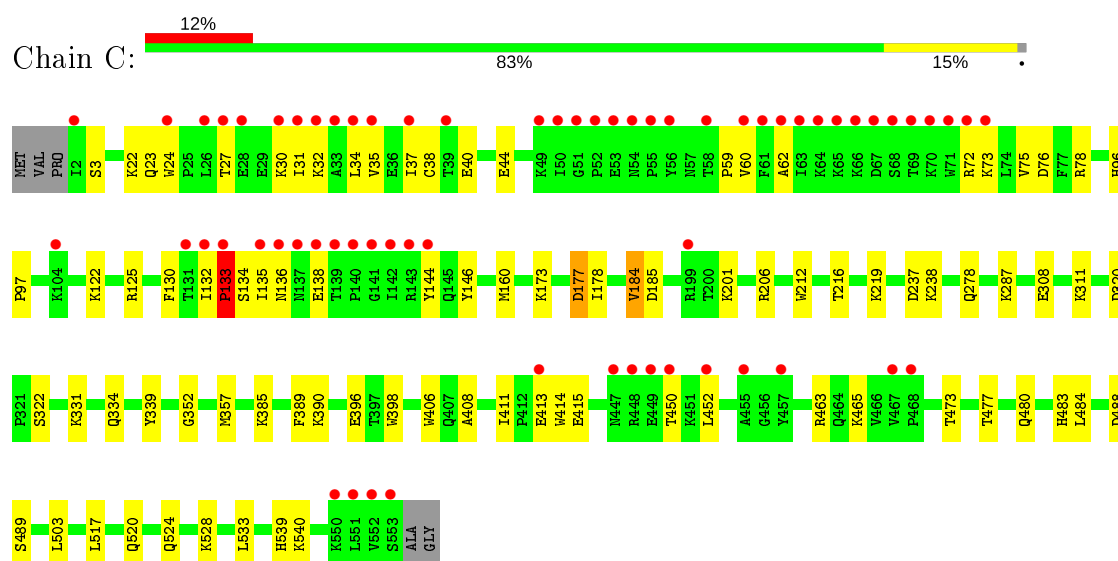 12%
Chain C:
83% 15% •
MET VAL PRO I2 S3 K22 Q23 W24 P25 L26 T27 E28 E29 K30 I31 K32 A33 L34 V35 E36 I37 C38 T39 E40 E44 K49 I50 G51 P52 E53 N54 P55 Y56 N57 T58 P59 V60 F61 A62 I63 K64 K65 K66 D67 S68 T69 K70 W71 R72 K73 L74 V75 D76 F77 R78 H96
P97 K104 K122 R125 F130 T131 I132 P133 S134 I135 N136 N137 E138 T139 P140 G141 I142 R143 Y144 Q145 Y146 M160 K173 D177 I178 V184 D185 R199 T200 K201 R206 W212 T216 K219 D237 K238 Q278 K287 E308 K311 D320
P321 S322 K331 Q334 Y339 G352 M357 K385 F389 K390 E396 T397 W398 W406 Q407 A408 I411 P412 E413 W414 E415 N447 R448 E449 T450 K451 L452 A455 G456 Y457 R463 Q464 K465 V466 V467 P468 T473 T477 Q480 H483 L484 D488
S489 L503 L517 Q520 Q524 K528 L533 H539 K540 K550 L551 V552 S553 ALA GLY